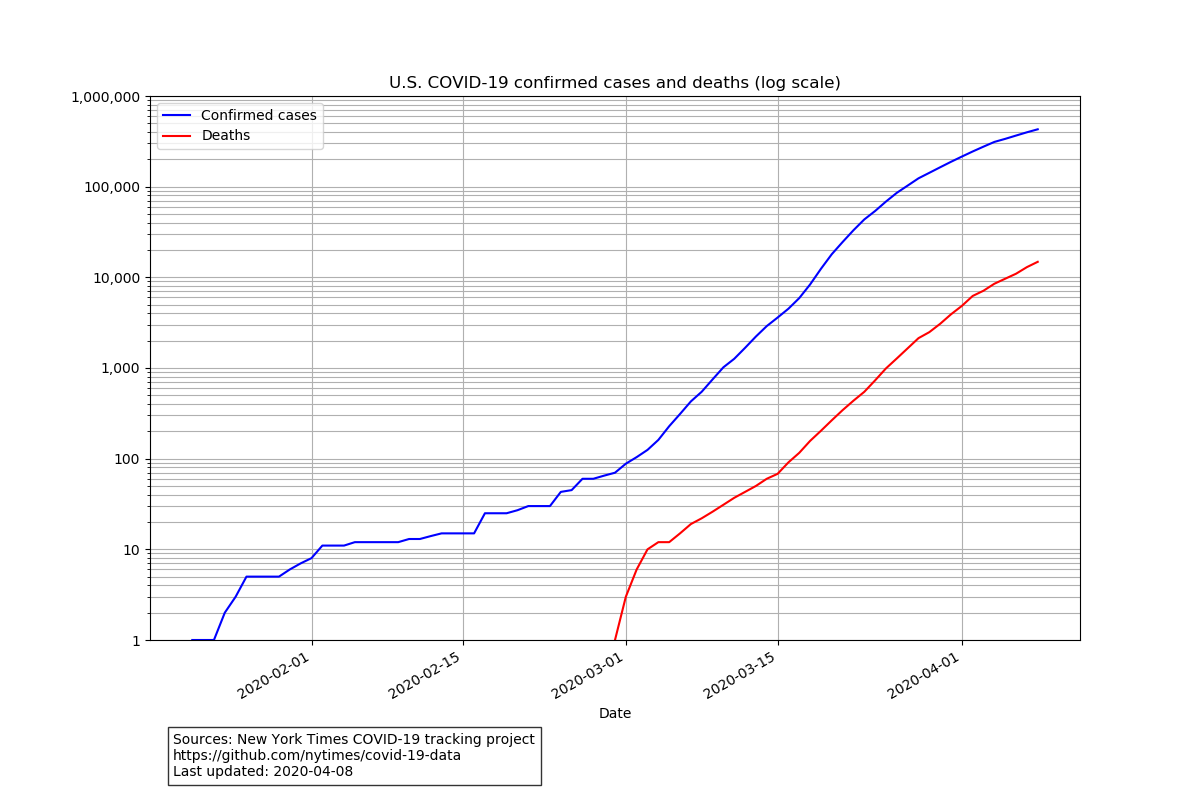 U.S. COVID-19 confirmed cases and deaths (log scale)
1,000,000
100,000
10,000
1,000
100
10
1
Confirmed cases
Deaths
2020-02-01
2020-02-15
2020-03-01
2020-03-15
2020-04-01
Date
Sources: New York Times COVID-19 tracking project
https://github.com/nytimes/covid-19-data
Last updated: 2020-04-08